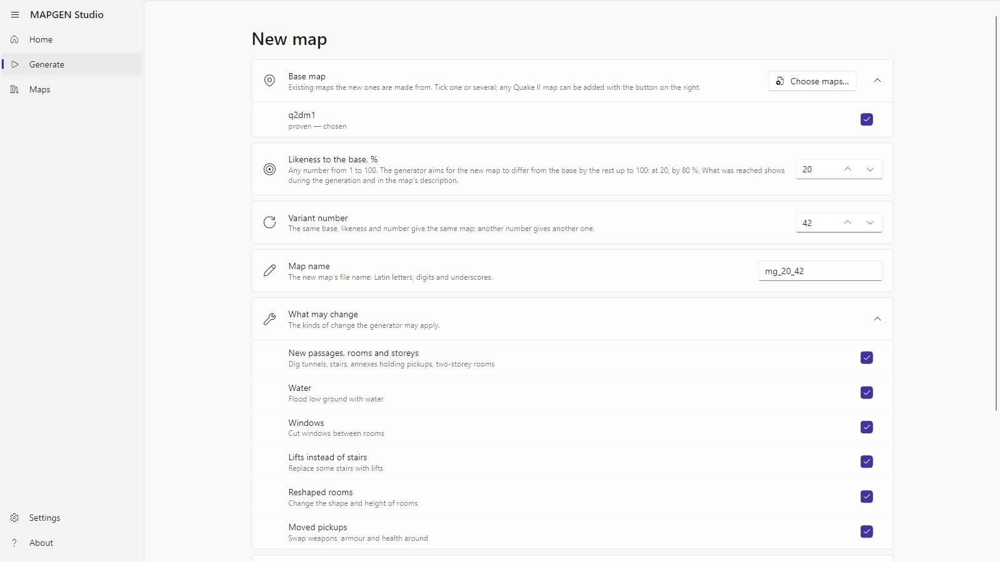 MAPGEN Studio
Home
Generate
Maps
Settings
About
New map
Base map
Existing maps the new ones are made from. Tick one or several; any Quake II map can be added with the button on the right.
Choose maps...
q2dm1
proven — chosen
Likeness to the base, %
Any number from 1 to 100. The generator aims for the new map to differ from the base by the rest up to 100: at 20, by 80 %. What was reached shows
during the generation and in the map's description.
20
Variant number
The same base, likeness and number give the same map; another number gives another one.
42
Map name
The new map's file name: Latin letters, digits and underscores.
mg_20_42
What may change
The kinds of change the generator may apply.
New passages, rooms and storeys
Dig tunnels, stairs, annexes holding pickups, two-storey rooms
Water
Flood low ground with water
Windows
Cut windows between rooms
Lifts instead of stairs
Replace some stairs with lifts
Reshaped rooms
Change the shape and height of rooms
Moved pickups
Swap weapons, armour and health around